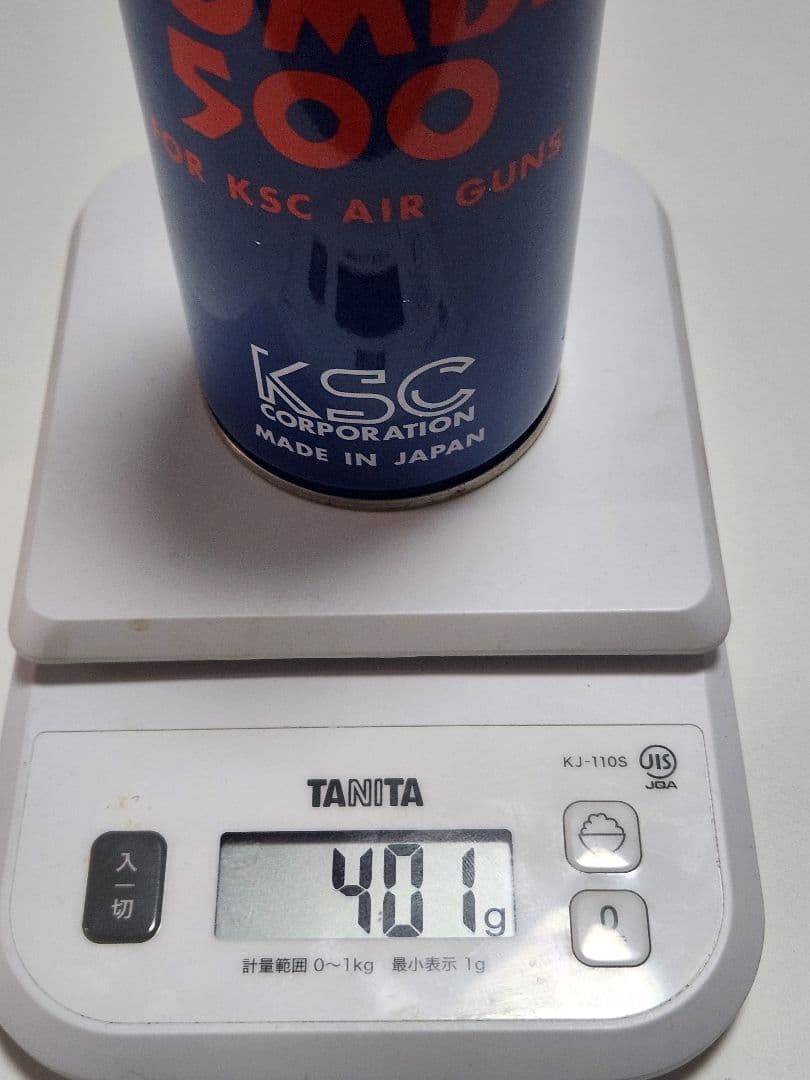 500
FOR KSC AIR GUNS
KSC
CORPORATION
MADE IN JAPAN
KJ-110S JIS
JQA
TANITA
入
切
401g
0
計量範囲 0〜1kg 最小表示 1g